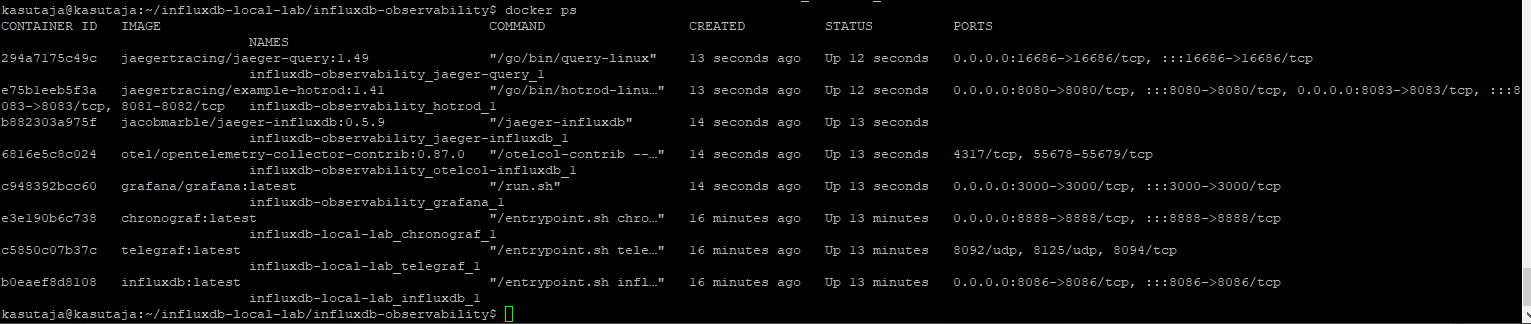 kasutaja@kasutaja:~/influxdb-local-lab/influxdb-observability$ docker ps
CONTAINER ID   IMAGE                                         COMMAND                  CREATED          STATUS          PORTS
                               NAMES
294a7175c49c   jaegertracing/jaeger-query:1.49               "/go/bin/query-linux"    13 seconds ago   Up 12 seconds   0.0.0.0:16686->16686/tcp, :::16686->16686/tcp
                               influxdb-observability_jaeger-query_1
e75b1eeb5f3a   jaegertracing/example-hotrod:1.41             "/go/bin/hotrod-linu…"   13 seconds ago   Up 12 seconds   0.0.0.0:8080->8080/tcp, :::8080->8080/tcp, 0.0.0.0:8083->8083/tcp, :::8
083->8083/tcp, 8081-8082/tcp   influxdb-observability_hotrod_1
b882303a975f   jacobmarble/jaeger-influxdb:0.5.9             "/jaeger-influxdb"       14 seconds ago   Up 13 seconds
                               influxdb-observability_jaeger-influxdb_1
6816e5c8c024   otel/opentelemetry-collector-contrib:0.87.0   "/otelcol-contrib --…"   14 seconds ago   Up 13 seconds   4317/tcp, 55678-55679/tcp
                               influxdb-observability_otelcol-influxdb_1
c948392bcc60   grafana/grafana:latest                        "/run.sh"                14 seconds ago   Up 13 seconds   0.0.0.0:3000->3000/tcp, :::3000->3000/tcp
                               influxdb-observability_grafana_1
e3e190b6c738   chronograf:latest                             "/entrypoint.sh chro…"   16 minutes ago   Up 13 minutes   0.0.0.0:8888->8888/tcp, :::8888->8888/tcp
                               influxdb-local-lab_chronograf_1
c5850c07b37c   telegraf:latest                               "/entrypoint.sh tele…"   16 minutes ago   Up 13 minutes   8092/udp, 8125/udp, 8094/tcp
                               influxdb-local-lab_telegraf_1
b0eaef8d8108   influxdb:latest                               "/entrypoint.sh infl…"   16 minutes ago   Up 13 minutes   0.0.0.0:8086->8086/tcp, :::8086->8086/tcp
                               influxdb-local-lab_influxdb_1
kasutaja@kasutaja:~/influxdb-local-lab/influxdb-observability$